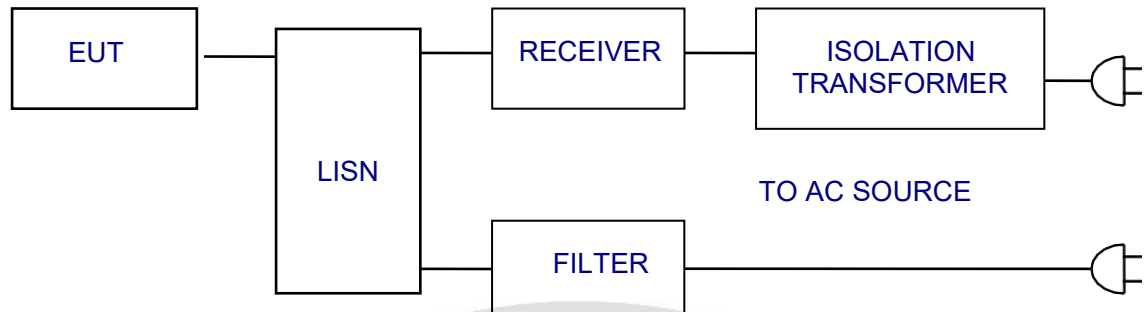 EUT
RECEIVER
ISOLATION
TRANSFORMER
LISN
TO AC SOURCE
FILTER